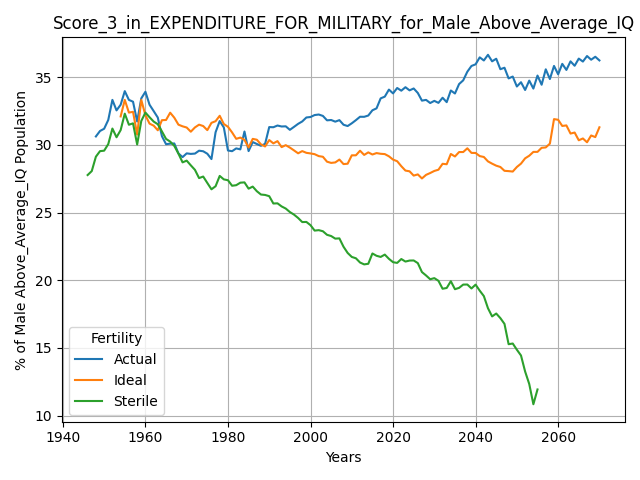 Score_3_in_EXPENDITURE_FOR_MILITARY_for_Male_Above_Average_IQ
% of Male Above_Average_IQ Population
35
30
25
20
15
10
Fertility
Actual
Ideal
Sterile
1940 1960 1980 2000 2020 2040 2060
Years